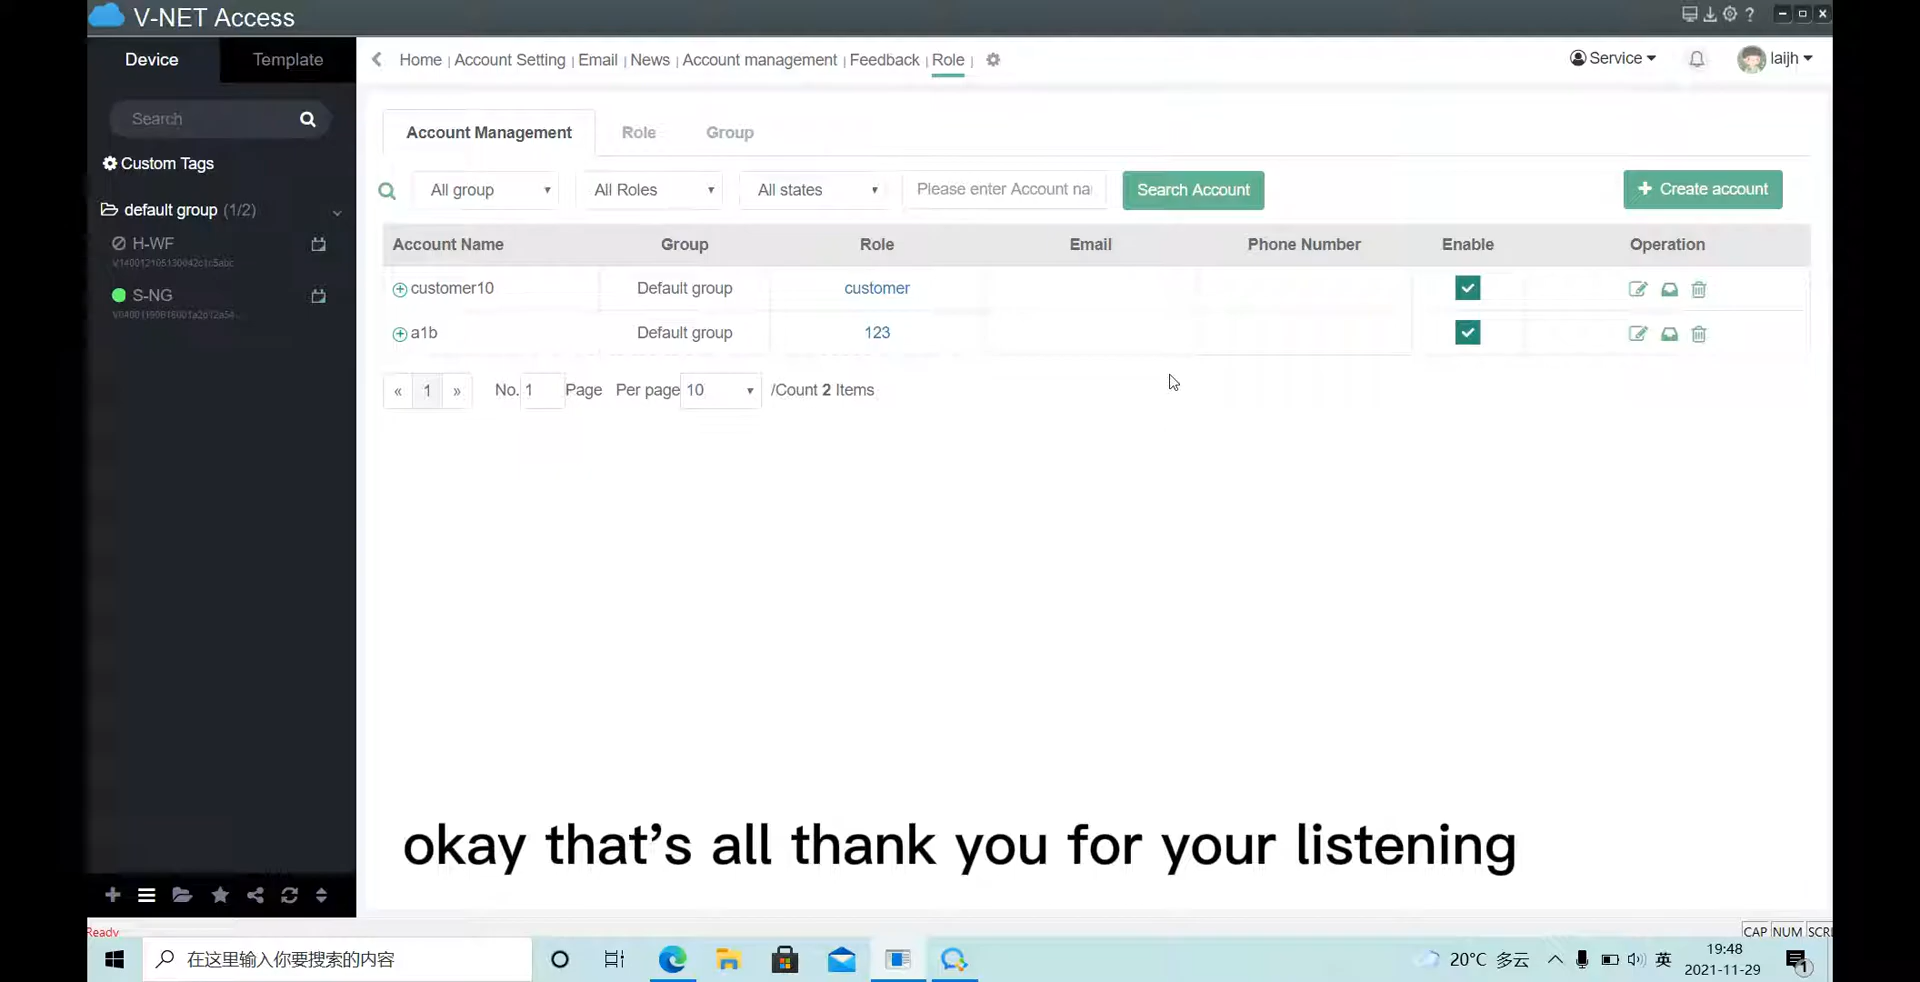 V-NET Access
Device
Template
Home | Account Setting | Email | News | Account management | Feedback | Role |
Service
laijh
Search
Custom Tags
default group (1/2)
H-WF
S-NG
Account Management
Role
Group
All group
All Roles
All states
Please enter Account na
Search Account
+ Create account
Account Name
Group
Role
Email
Phone Number
Enable
Operation
customer10
Default group
customer
a1b
Default group
123
« 1 » No. 1 Page Per page 10 /Count 2 Items
okay that's all thank you for your listening
Ready
CAP NUM SCRL
在这里输入你要搜索的内容
20°C 多云
英
19:48
2021-11-29
1